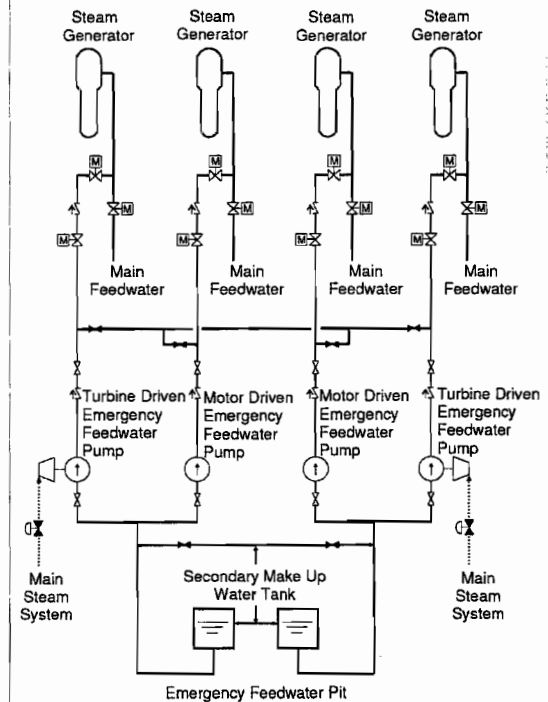 Steam
Generator
Steam
Generator
Steam
Generator
Steam
Generator
M
M
M
M
M
M
M
M
M
M
M
M
Main
Feedwater
Main
Feedwater
Main
Feedwater
Main
Feedwater
Turbine Driven
Emergency
Feedwater
Pump
Motor Driven
Emergency
Feedwater
Pump
Motor Driven
Emergency
Feedwater
Pump
Turbine Driven
Emergency
Feedwater
Pump
Main
Steam
System
Secondary Make Up
Water Tank
Main
Steam
System
Emergency Feedwater Pit